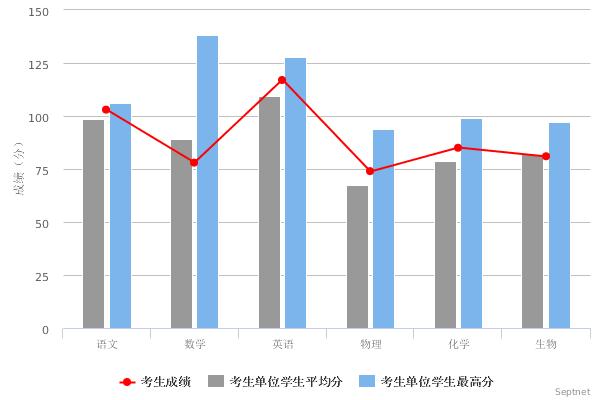 150
125
100
75
50
25
0
成绩（分）
语文 数学 英语 物理 化学 生物
考生成绩 考生单位学生平均分 考生单位学生最高分
Septnet